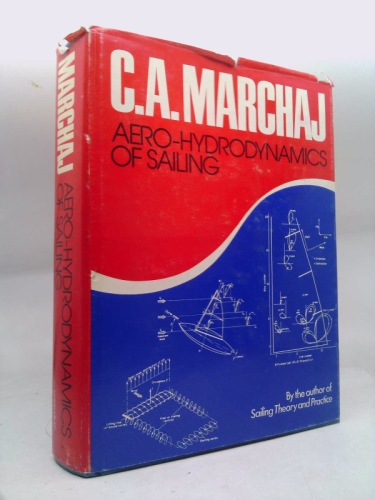 C.A. MARCHAJ
AERO-HYDRODYNAMICS
OF SAILING
By the author of
Sailing Theory and Practice
MARCHAJ
AERO-HYDRODYNAMICS
OF SAILING